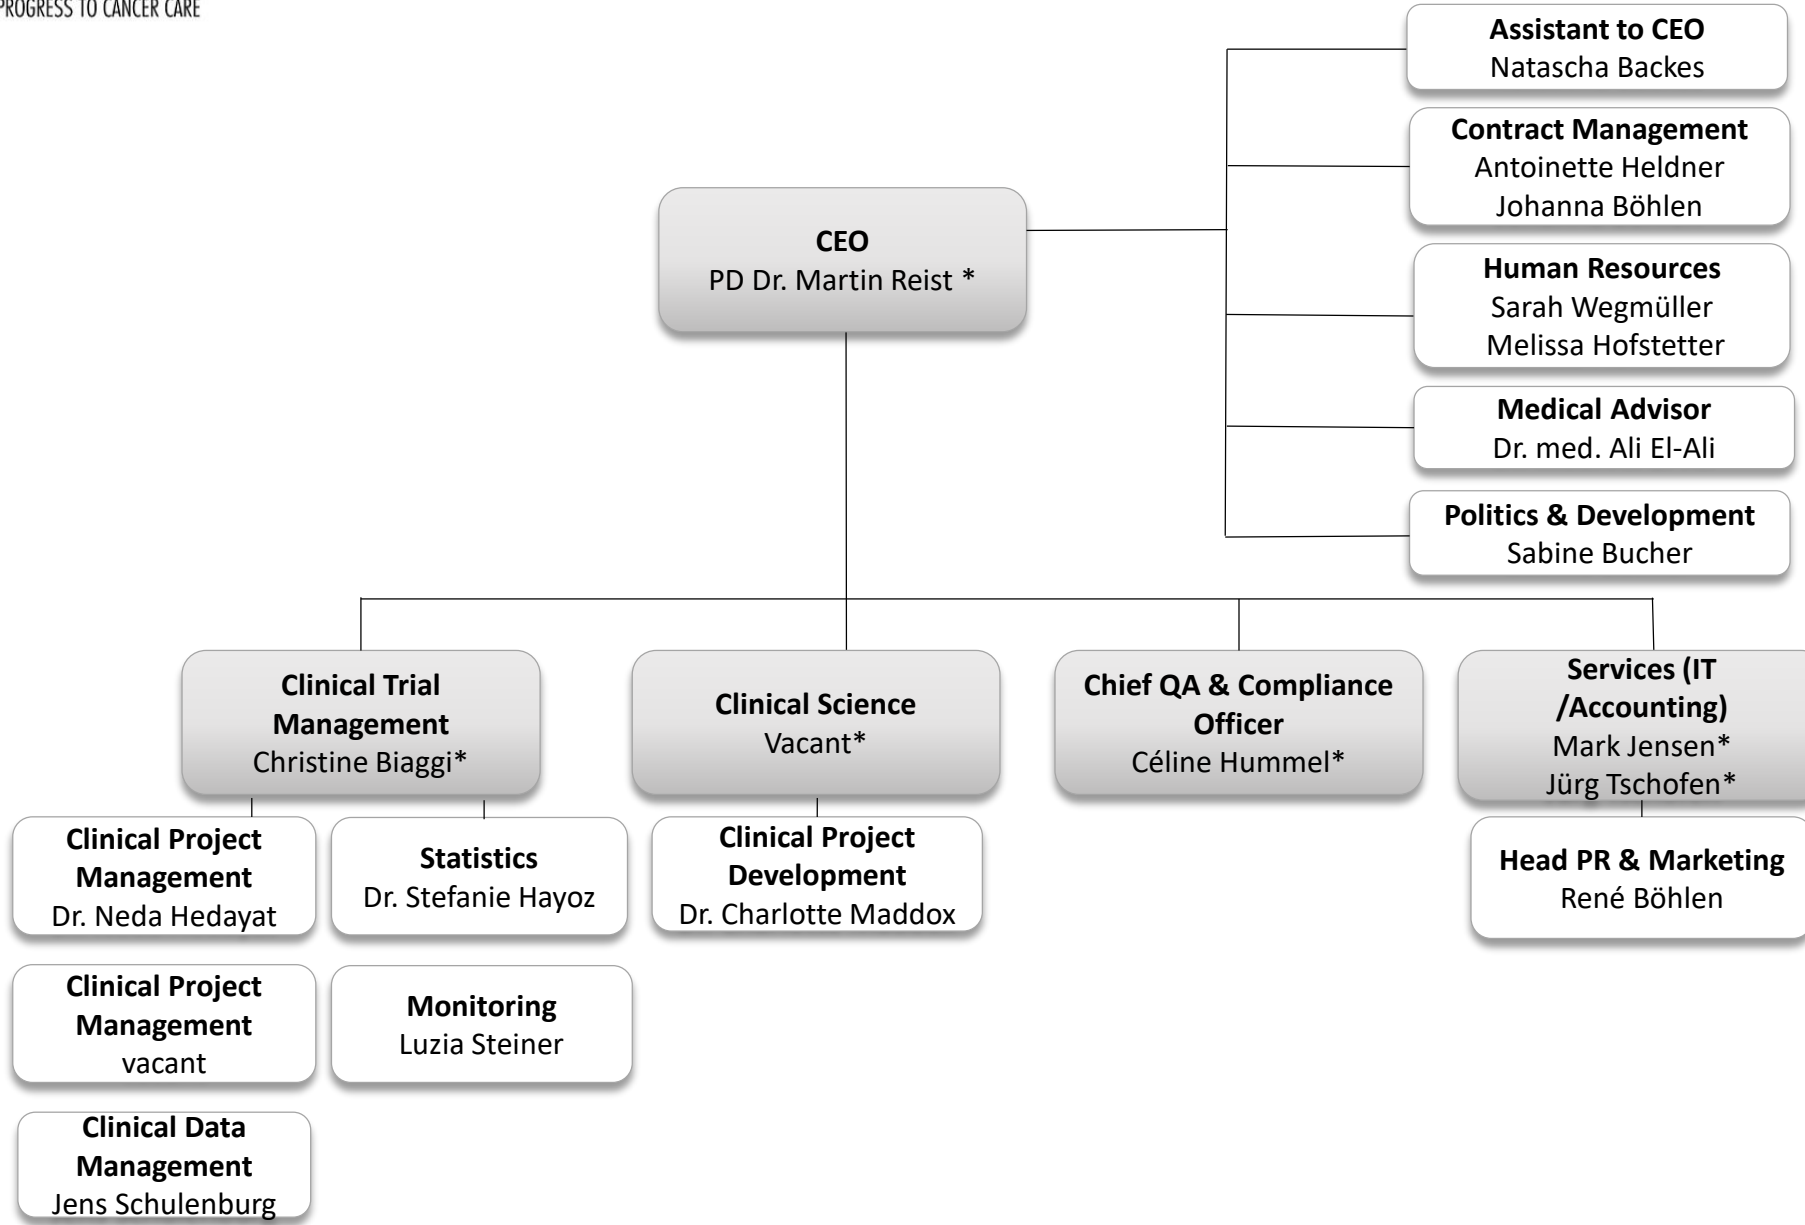 PROGRESS TO CANCER CARE
Assistant to CEO
Natascha Backes
Contract Management
Antoinette Heldner
Johanna Böhlen
CEO
PD Dr. Martin Reist *
Human Resources
Sarah Wegmüller
Melissa Hofstetter
Medical Advisor
Dr. med. Ali El-Ali
Politics & Development
Sabine Bucher
Clinical Trial
Management
Christine Biaggi*
Clinical Science
Vacant*
Chief QA & Compliance
Officer
Céline Hummel*
Services (IT
/Accounting)
Mark Jensen*
Jürg Tschofen*
Clinical Project
Management
Dr. Neda Hedayat
Statistics
Dr. Stefanie Hayoz
Clinical Project
Development
Dr. Charlotte Maddox
Head PR & Marketing
René Böhlen
Clinical Project
Management
vacant
Monitoring
Luzia Steiner
Clinical Data
Management
Jens Schulenburg